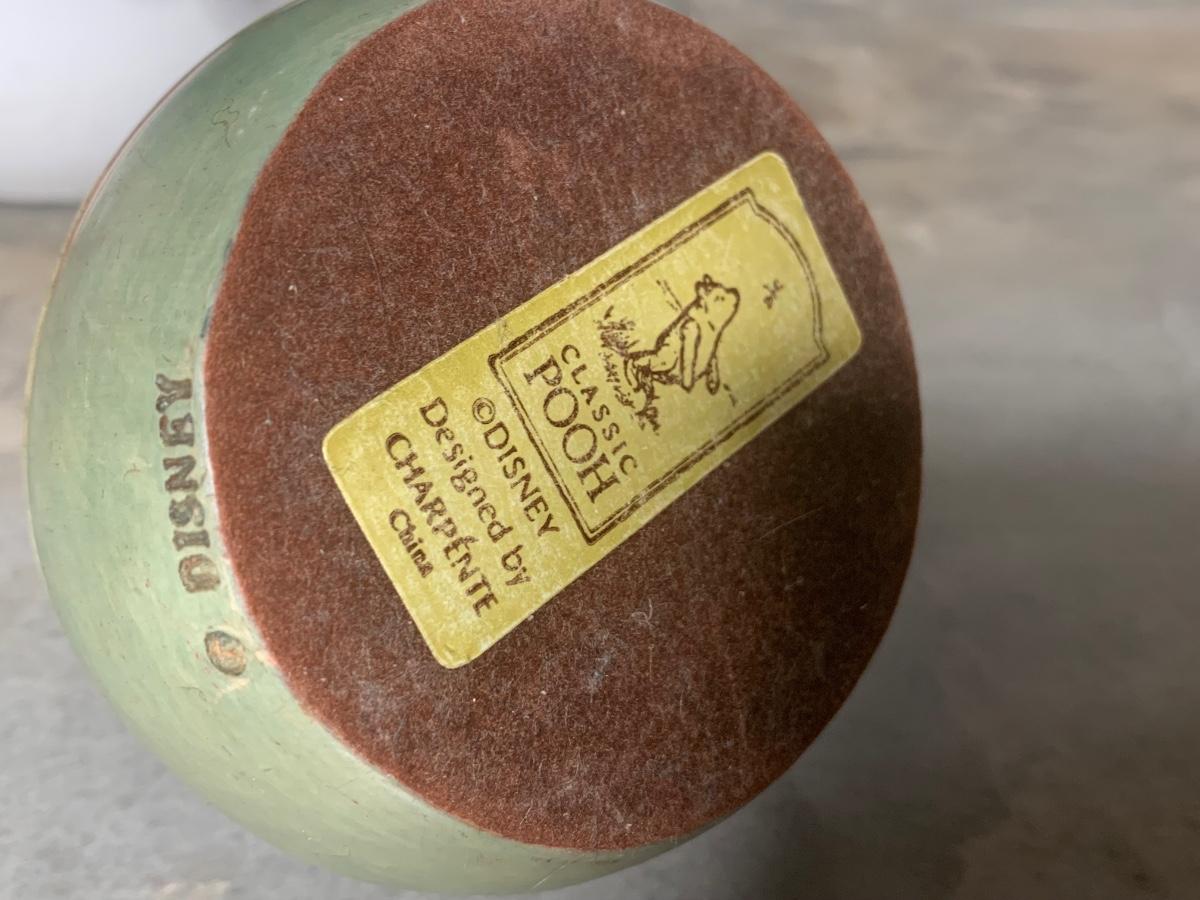 CLASSIC
POOH
©DISNEY
Designed by
CHARPENTE
China
© DISNEY